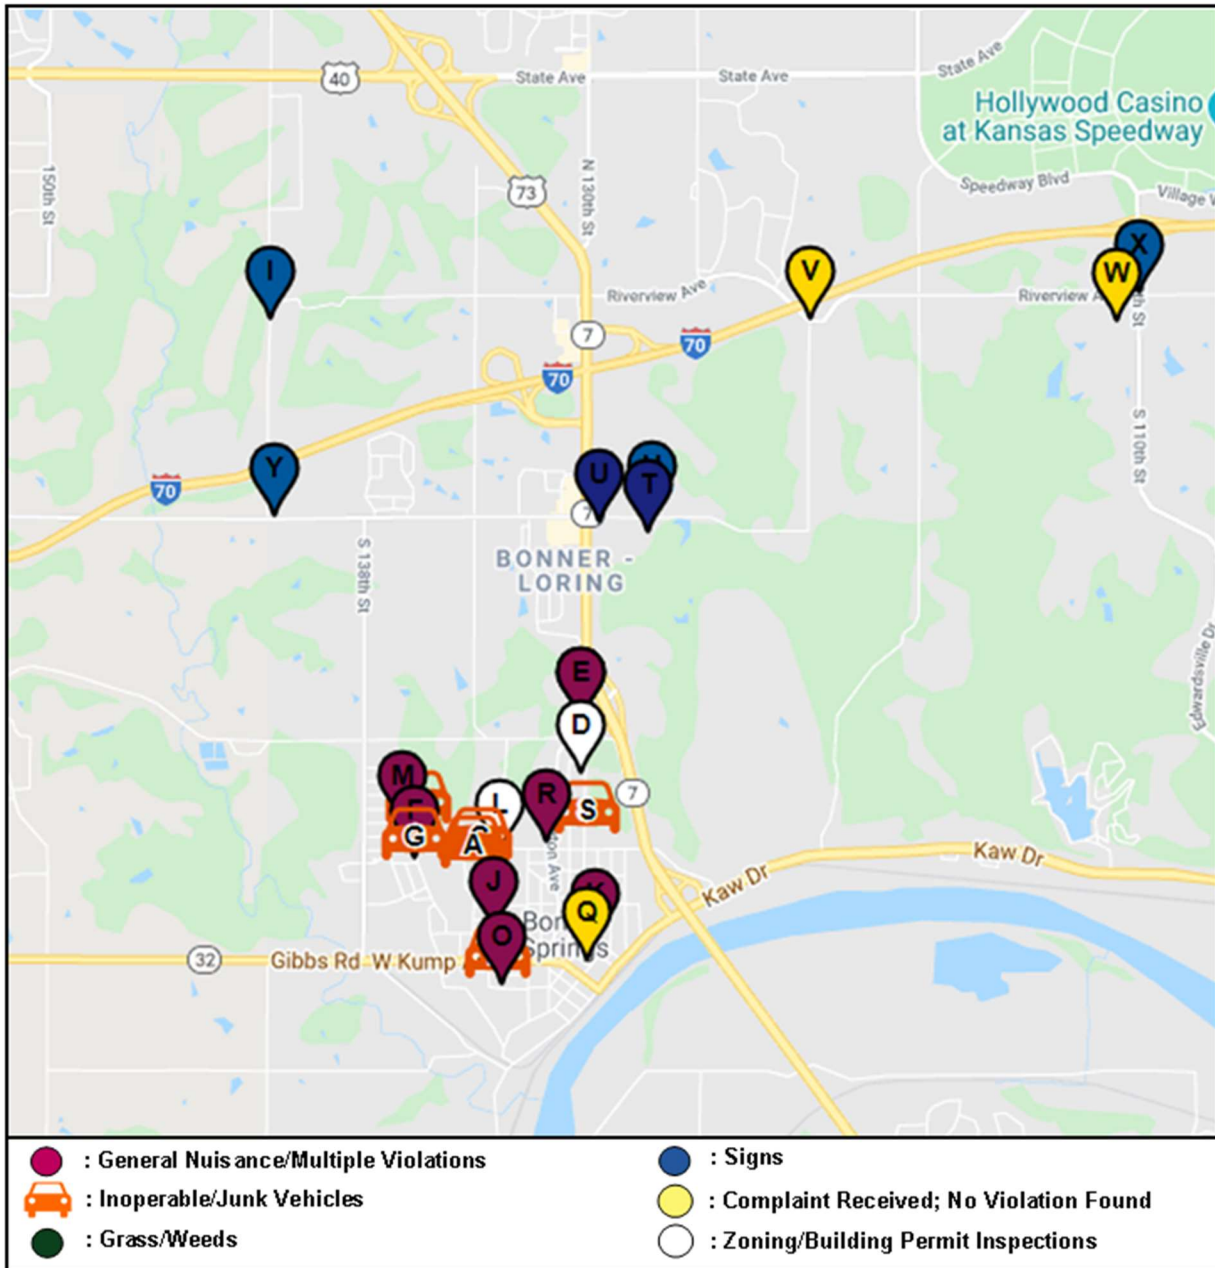 40
State Ave
State Ave
State Ave
Hollywood Casino
at Kansas Speedway
150th St
73
N 130th St
Speedway Blvd
Village
X
I
V
W
Riverview Ave
Riverview
7
70
70
S 110th St
Y
U
T
70
7
BONNER -
LORING
S 138th St
E
D
Edwardsville Dr
M
L
R
S
7
G
A
Kaw Dr
Kaw Dr
J
Q
O
Springs
32
Gibbs Rd
W Kump
: General Nuisance/Multiple Violations
: Signs
: Inoperable/Junk Vehicles
: Complaint Received; No Violation Found
: Grass/Weeds
: Zoning/Building Permit Inspections